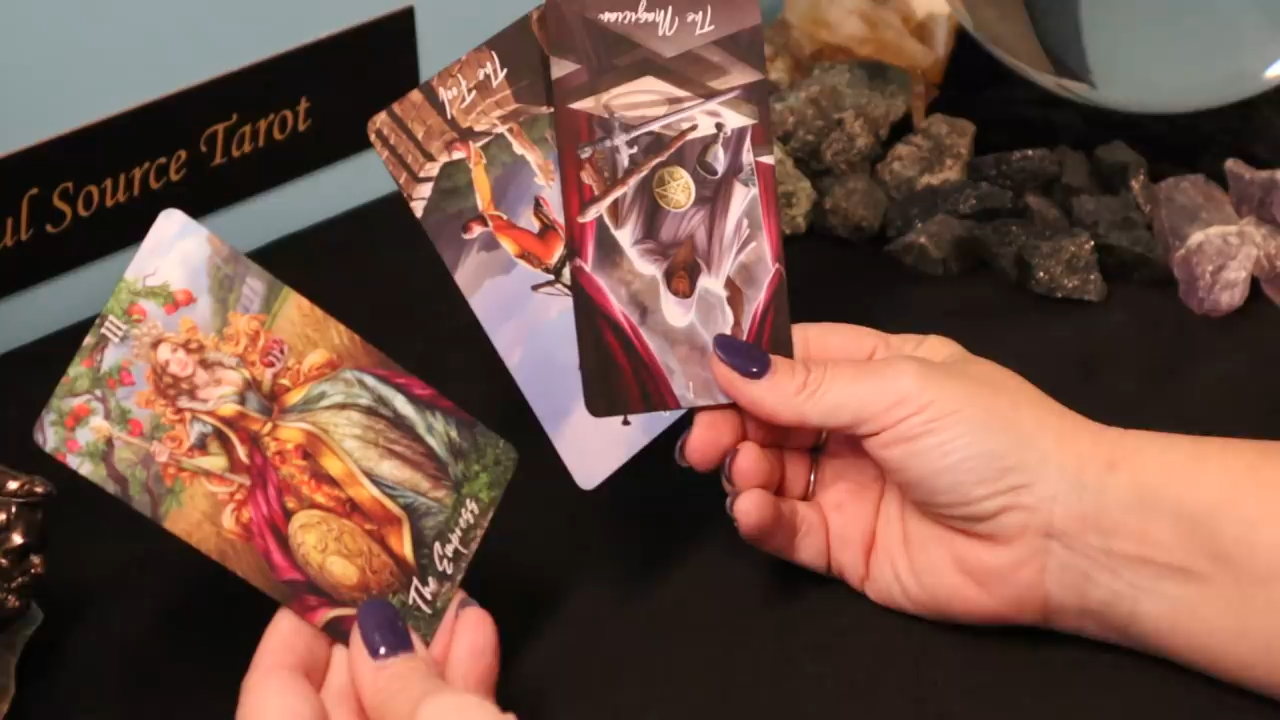 ul Source Tarot
The Fool
The Magician
I
III
The Empress